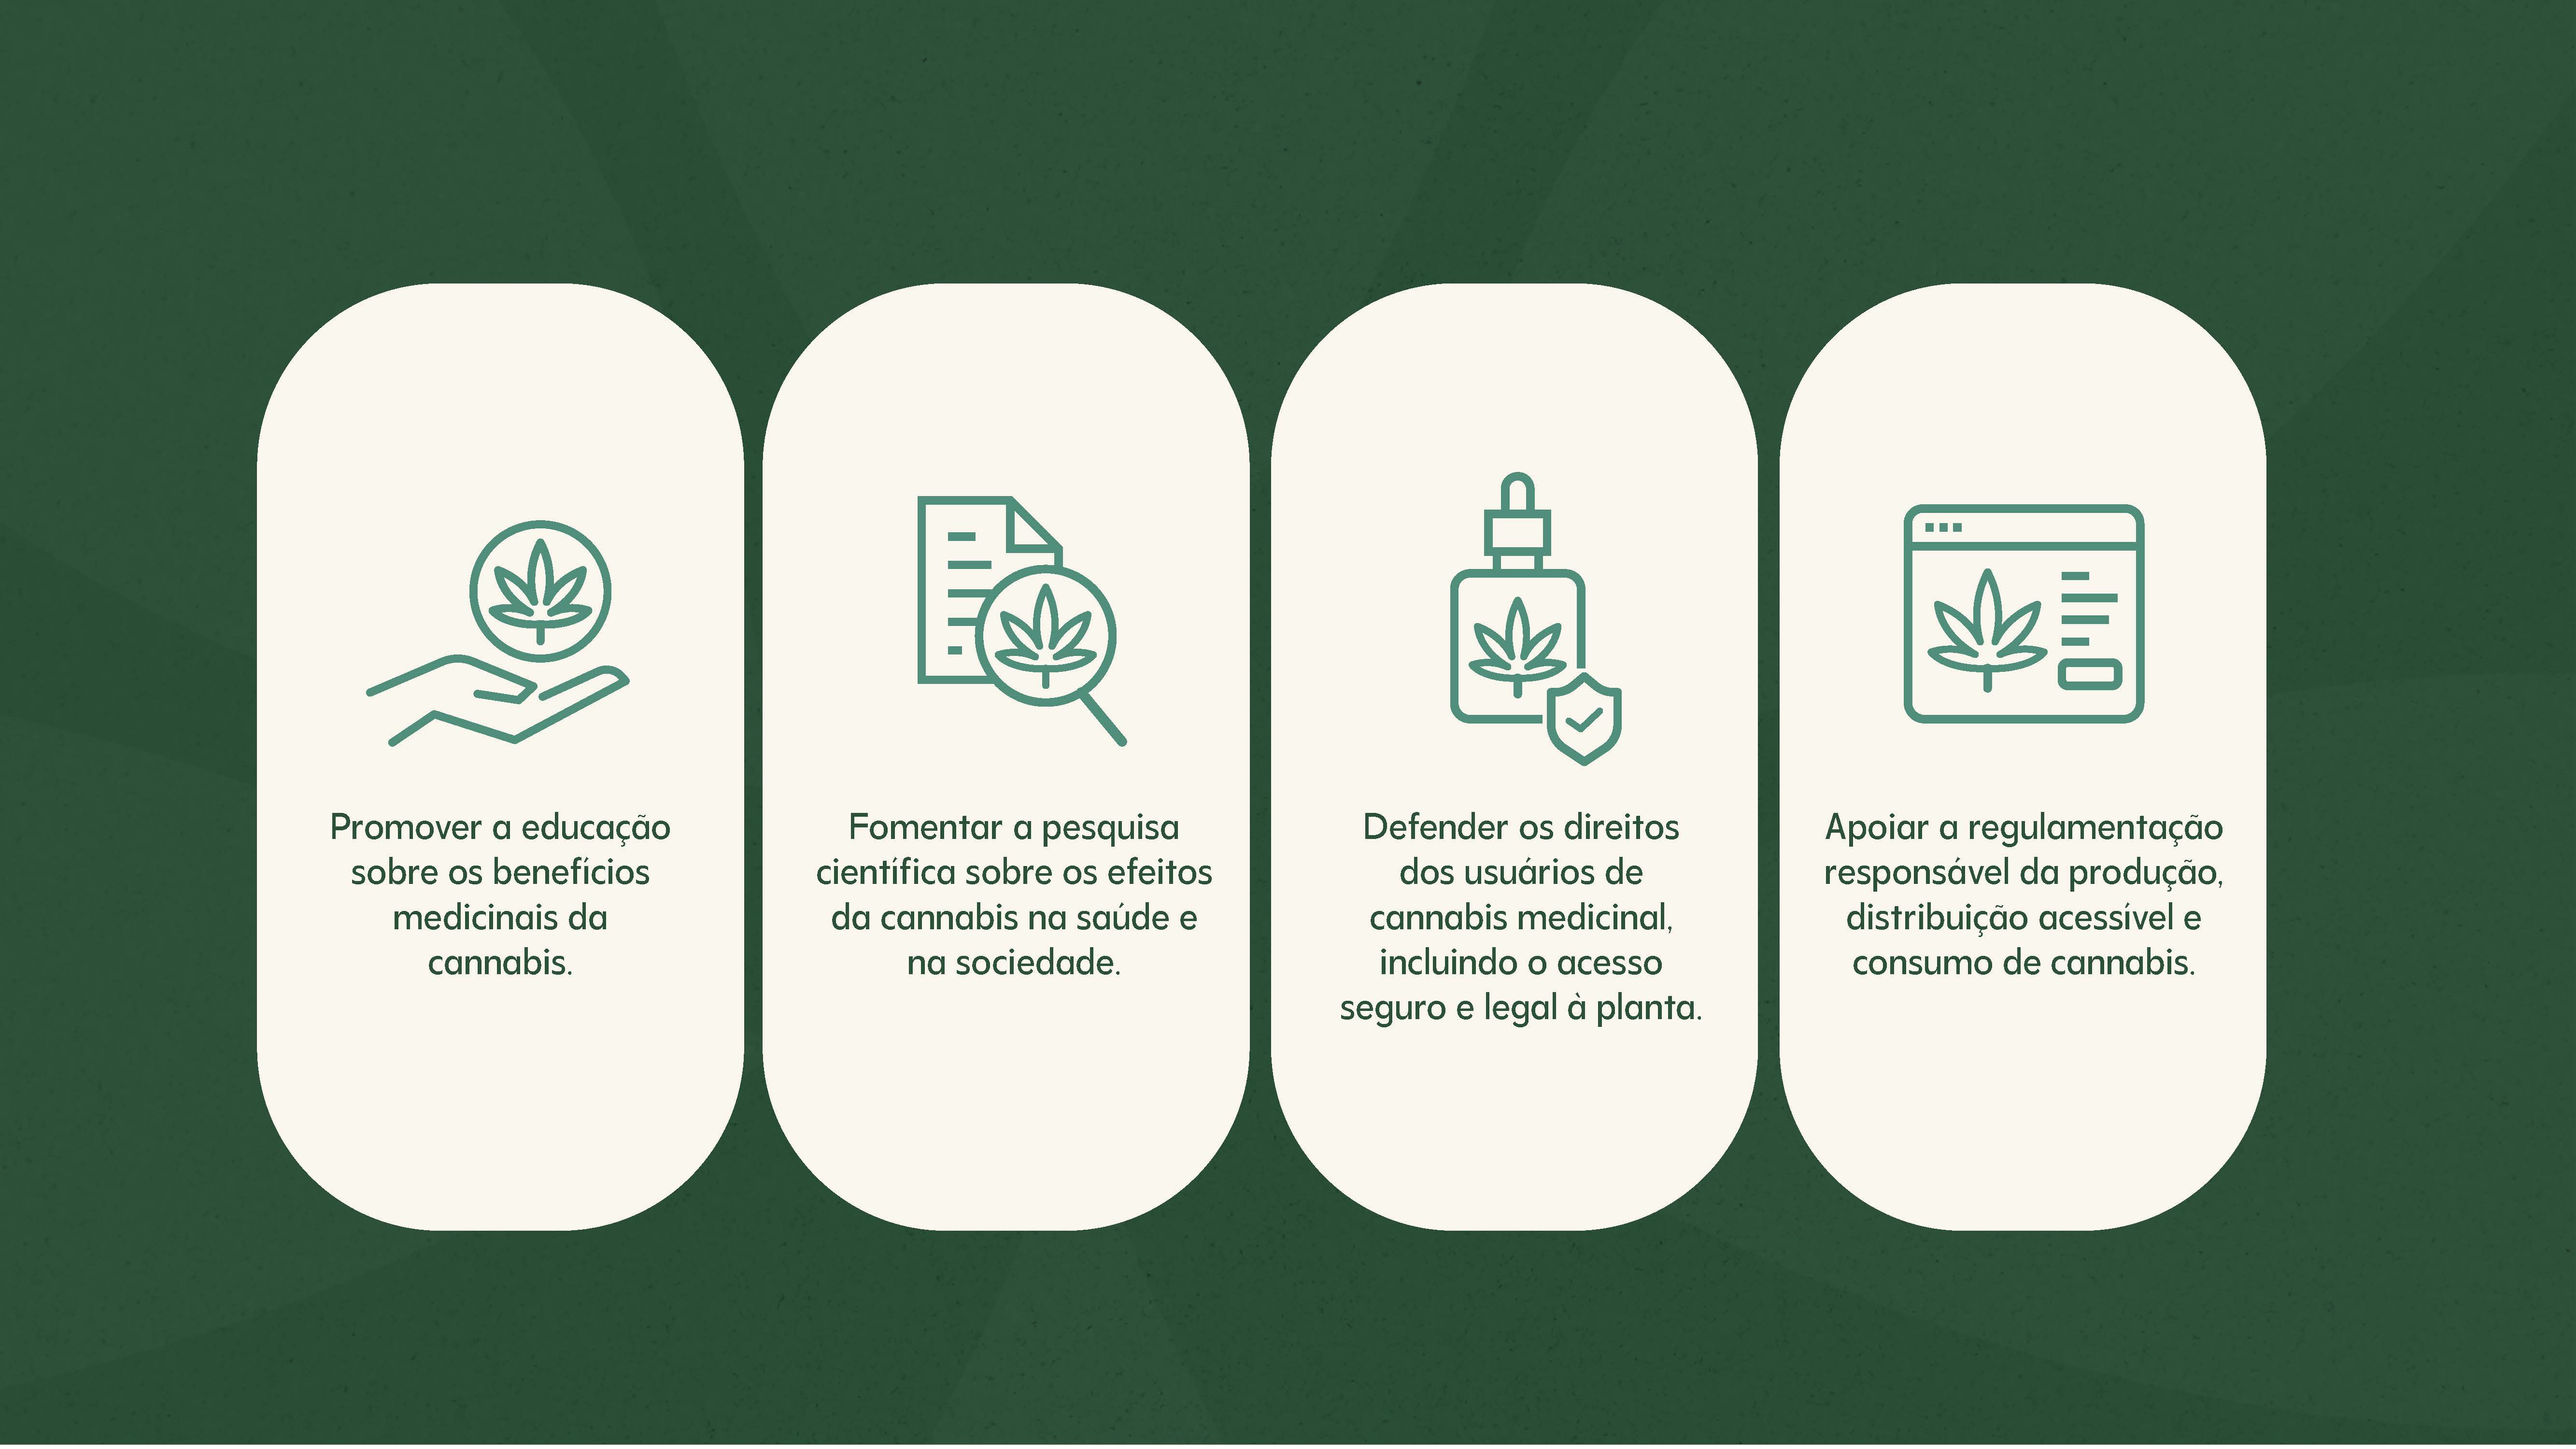 Promover a educação
sobre os benefícios
medicinais da
cannabis.
Fomentar a pesquisa
científica sobre os efeitos
da cannabis na saúde e
na sociedade.
Defender os direitos
dos usuários de
cannabis medicinal,
incluindo o acesso
seguro e legal à planta.
Apoiar a regulamentação
responsável da produção,
distribuição acessível e
consumo de cannabis.